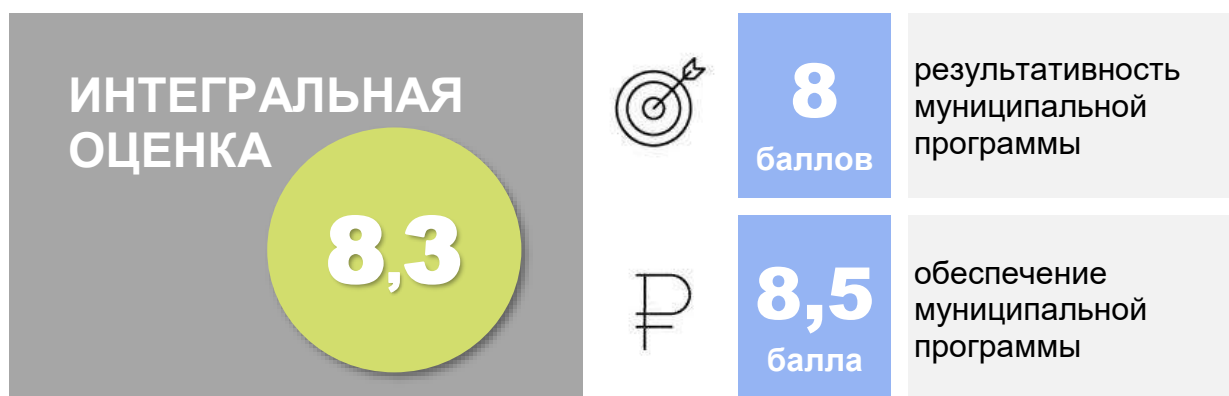 ИНТЕГРАЛЬНАЯ
ОЦЕНКА
8,3
8
баллов
результативность
муниципальной
программы
8,5
балла
обеспечение
муниципальной
программы